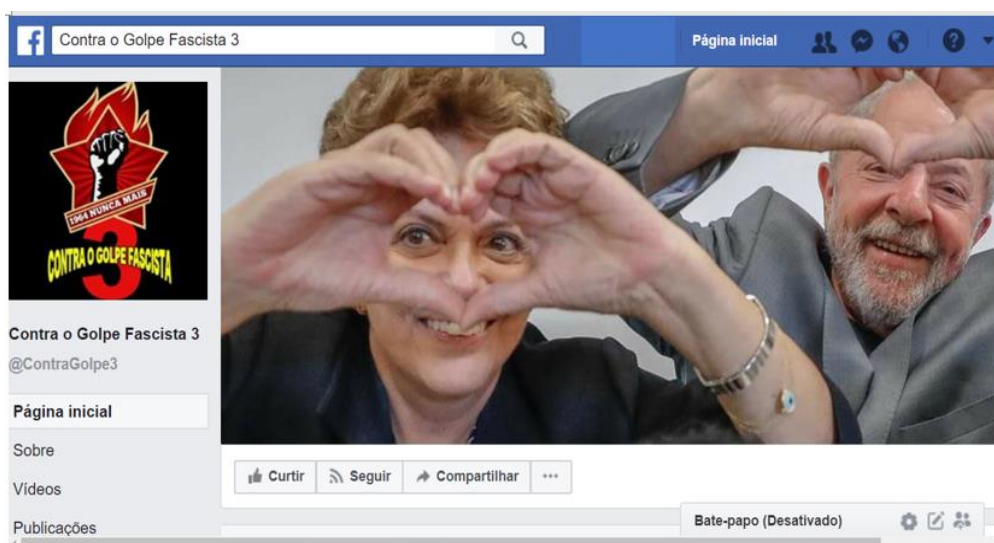 Contra o Golpe Fascista 3
Página inicial
1964 NUNCA MAIS
3
CONTRA O GOLPE FASCISTA
Contra o Golpe Fascista 3
@ContraGolpe3
Página inicial
Sobre
Vídeos
Publicações
Curtir
Seguir
Compartilhar
Bate-papo (Desativado)